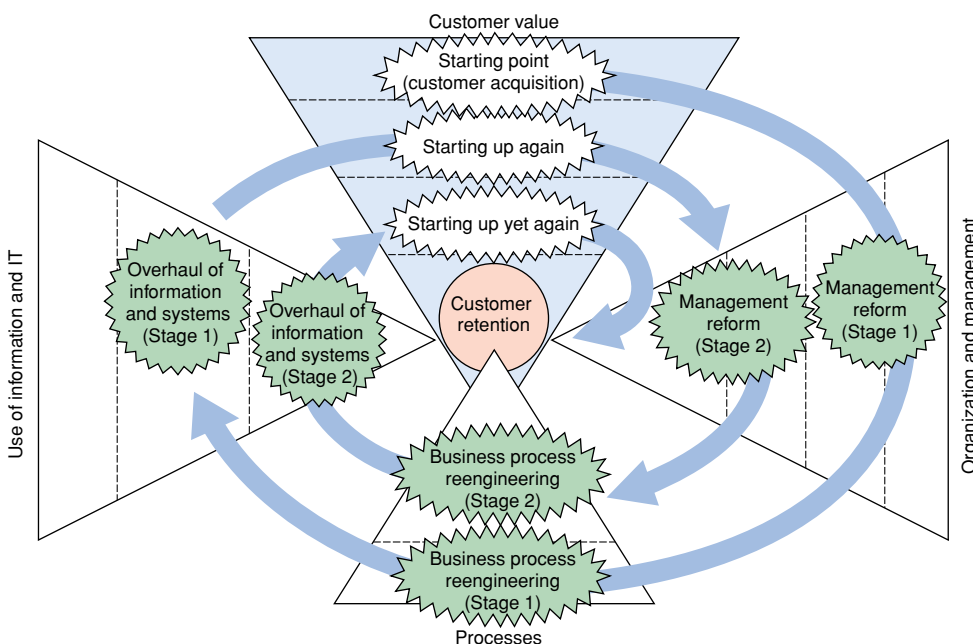 Customer value
Starting point
(customer acquisition)
Starting up again
Starting up yet again
Customer
retention
Use of information and IT
Overhaul of
information
and systems
(Stage 1)
Overhaul of
information
and systems
(Stage 2)
Management
reform
(Stage 2)
Management
reform
(Stage 1)
Organization and management
Business process
reengineering
(Stage 2)
Business process
reengineering
(Stage 1)
Processes